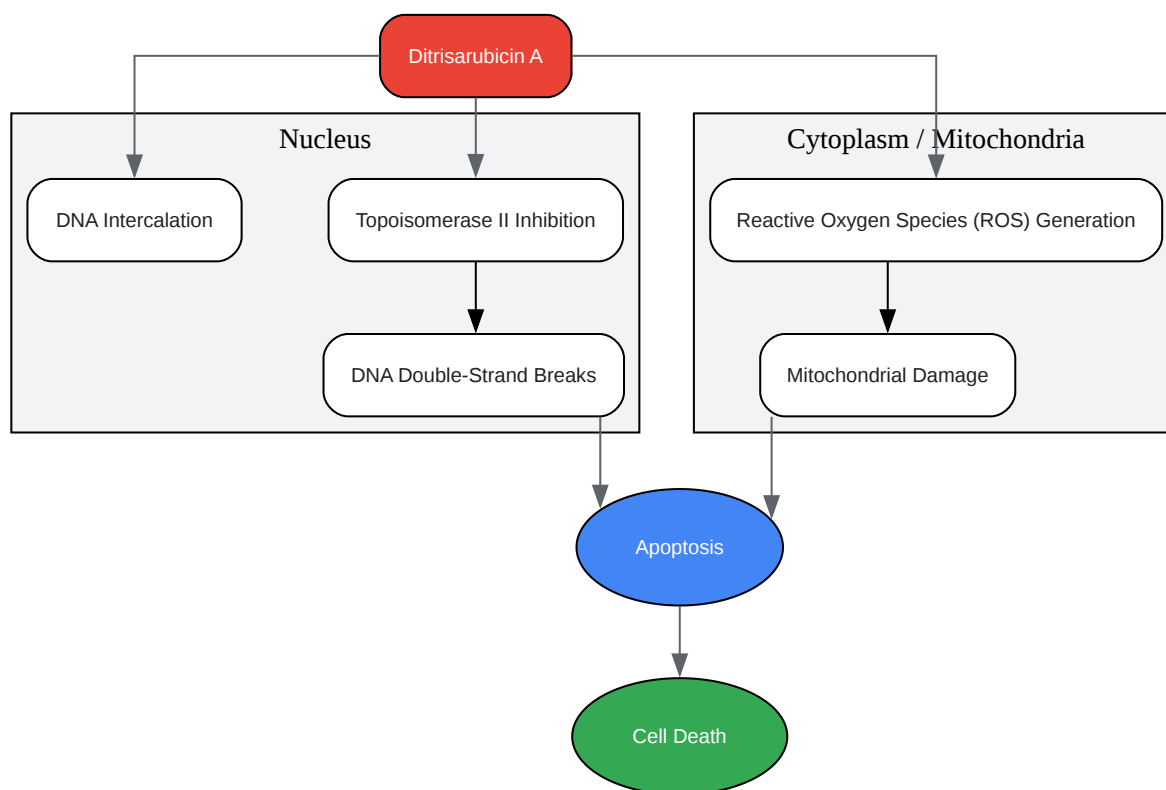 Ditrisarubicin A
Nucleus
Cytoplasm / Mitochondria
DNA Intercalation
Topoisomerase II Inhibition
Reactive Oxygen Species (ROS) Generation
DNA Double-Strand Breaks
Mitochondrial Damage
Apoptosis
Cell Death